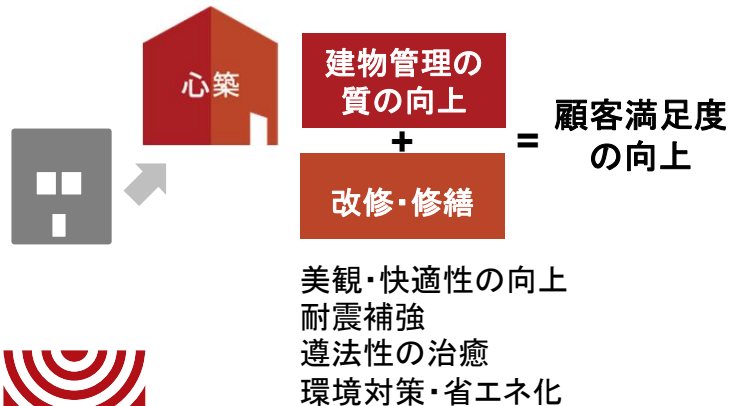 心築
建物管理の
質の向上
+
改修・修繕
=
顧客満足度
の向上
美観・快適性の向上
耐震補強
遵法性の治癒
環境対策・省エネ化